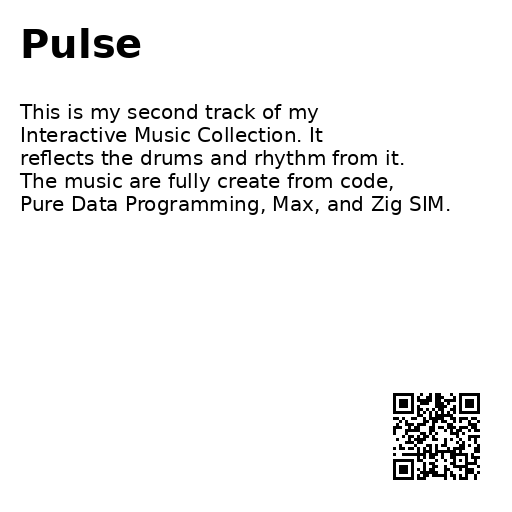 Pulse
This is my second track of my
Interactive Music Collection. It
reflects the drums and rhythm from it.
The music are fully create from code,
Pure Data Programming, Max, and Zig SIM.